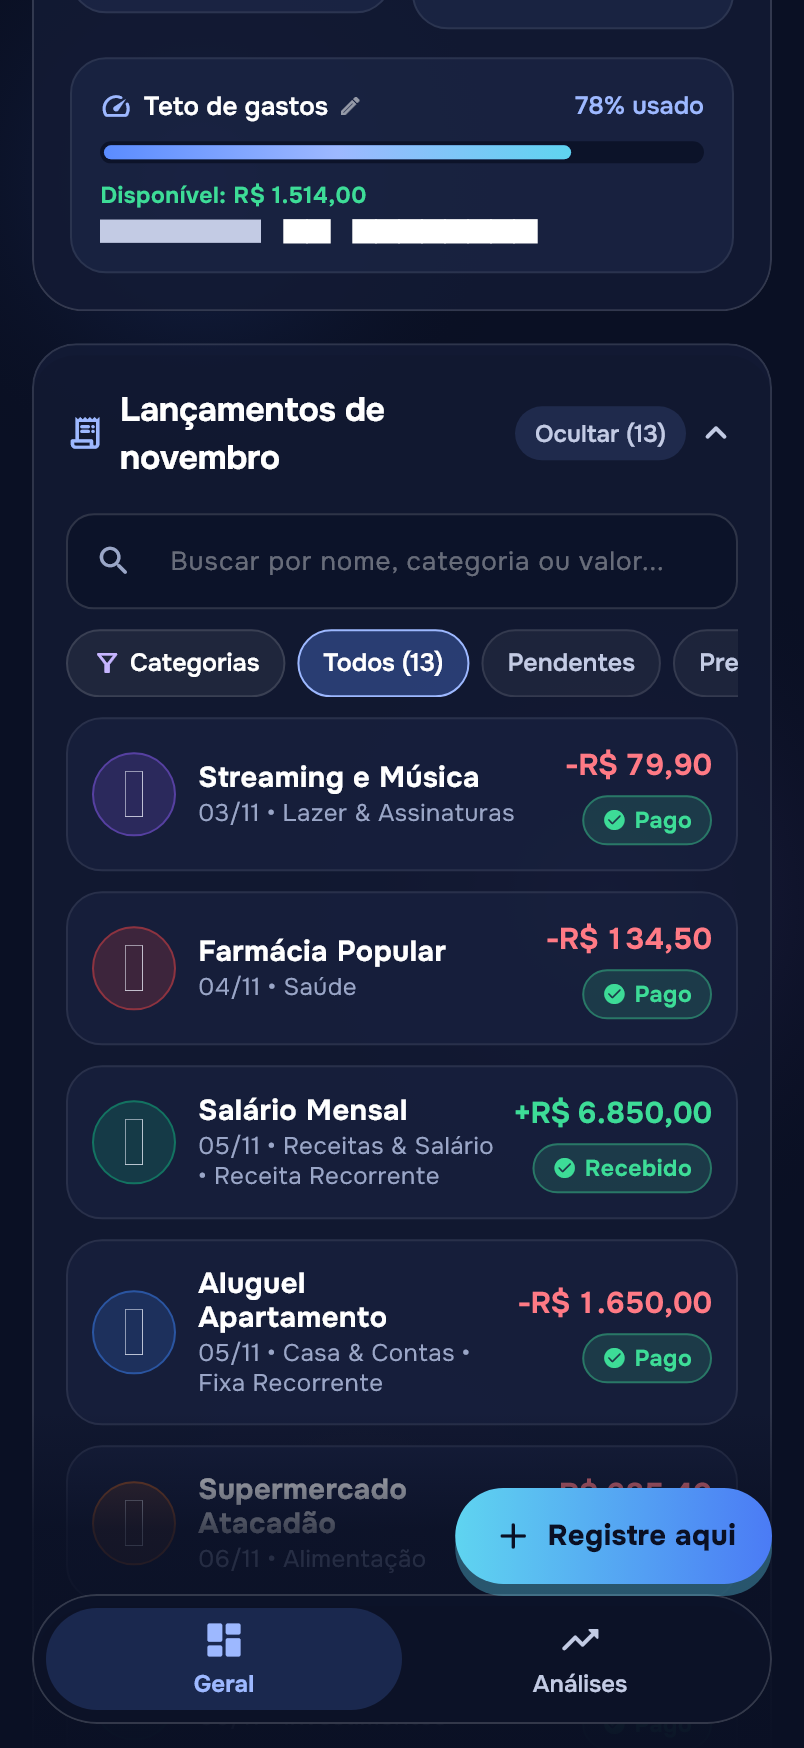 Teto de gastos
78% usado
Disponível: R$ 1.514,00
Lançamentos de
novembro
Ocultar (13)
Buscar por nome, categoria ou valor...
Categorias
Todos (13)
Pendentes
Pre
Streaming e Música
03/11 • Lazer & Assinaturas
-R$ 79,90
Pago
Farmácia Popular
04/11 • Saúde
-R$ 134,50
Pago
Salário Mensal
05/11 • Receitas & Salário
• Receita Recorrente
+R$ 6.850,00
Recebido
Aluguel
Apartamento
05/11 • Casa & Contas •
Fixa Recorrente
-R$ 1.650,00
Pago
Supermercado
Atacadão
06/11 • Alimentação
Registre aqui
Geral
Análises
Pago